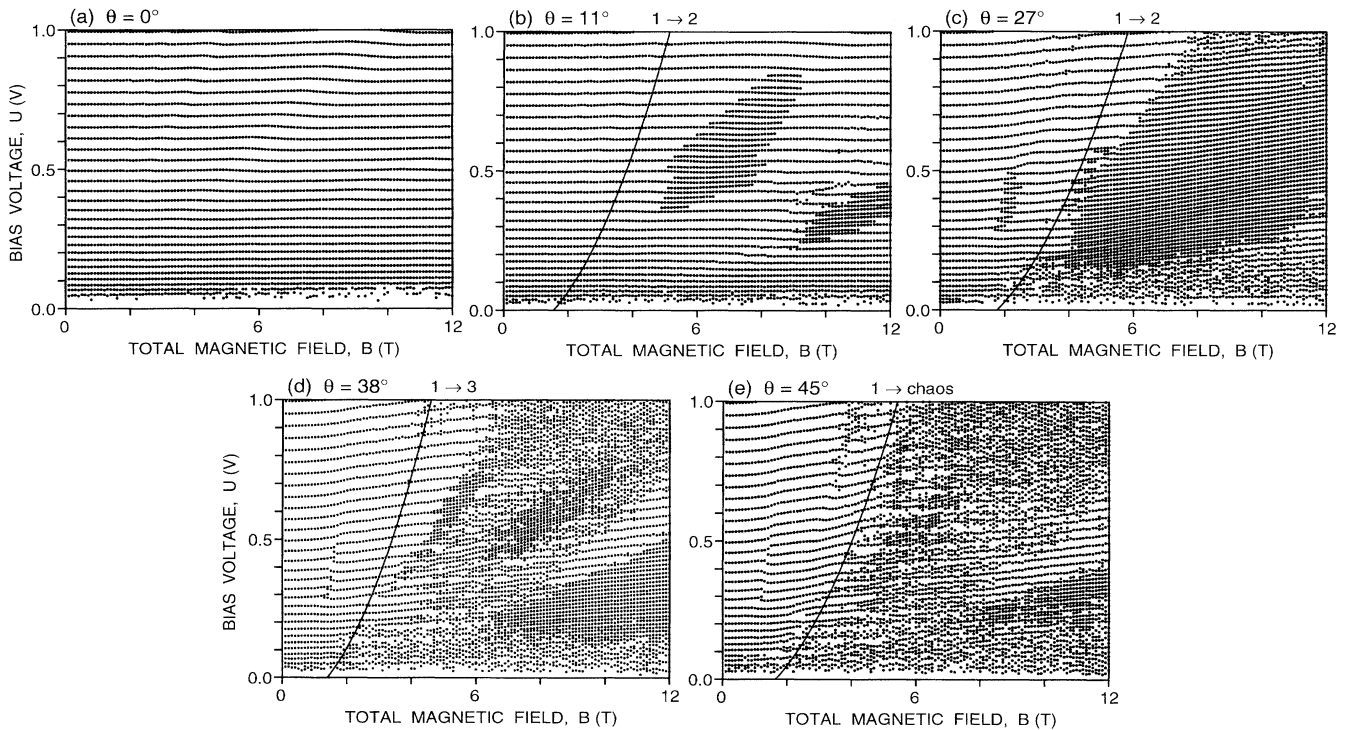 (a) θ = 0°
1.0
0.5
0.0
BIAS VOLTAGE, U (V)
0 6 12
TOTAL MAGNETIC FIELD, B (T)
(b) θ = 11° 1 → 2
1.0
0.5
0.0
0 6 12
TOTAL MAGNETIC FIELD, B (T)
(c) θ = 27° 1 → 2
1.0
0.5
0.0
0 6 12
TOTAL MAGNETIC FIELD, B (T)
(d) θ = 38° 1 → 3
1.0
0.5
0.0
BIAS VOLTAGE, U (V)
0 6 12
TOTAL MAGNETIC FIELD, B (T)
(e) θ = 45° 1 → chaos
1.0
0.5
0.0
0 6 12
TOTAL MAGNETIC FIELD, B (T)